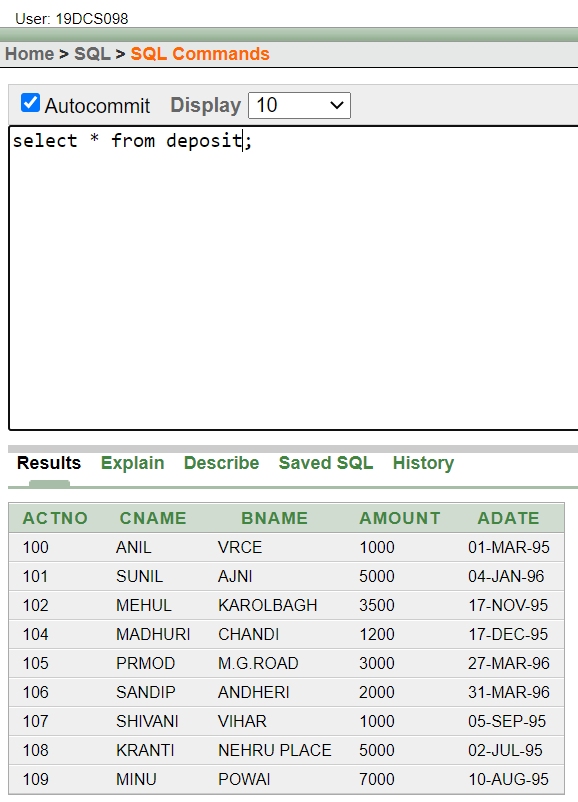 User: 19DCS098
Home > SQL > SQL Commands
Autocommit Display 10
select * from deposit;
Results Explain Describe Saved SQL History
ACTNO CNAME BNAME AMOUNT ADATE
100 ANIL VRCE 1000 01-MAR-95
101 SUNIL AJNI 5000 04-JAN-96
102 MEHUL KAROLBAGH 3500 17-NOV-95
104 MADHURI CHANDI 1200 17-DEC-95
105 PRMOD M.G.ROAD 3000 27-MAR-96
106 SANDIP ANDHERI 2000 31-MAR-96
107 SHIVANI VIHAR 1000 05-SEP-95
108 KRANTI NEHRU PLACE 5000 02-JUL-95
109 MINU POWAI 7000 10-AUG-95